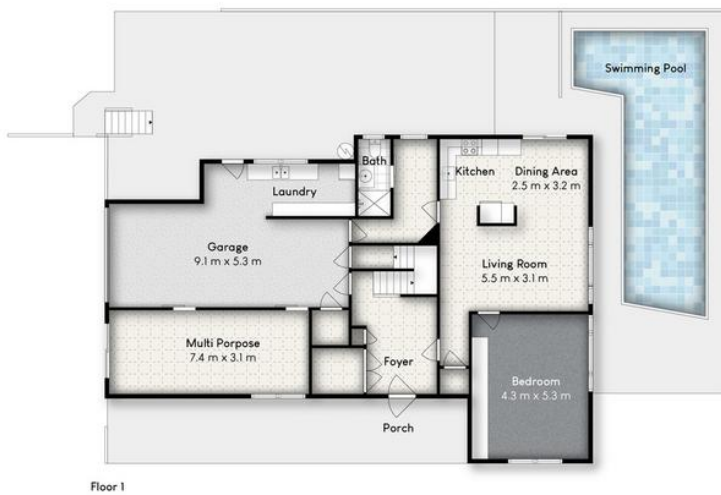 Swimming Pool
Bath
Kitchen
Dining Area
2.5 m x 3.2 m
Laundry
Garage
9.1 m x 5.3 m
Living Room
5.5 m x 3.1 m
Multi Porpose
7.4 m x 3.1 m
Foyer
Bedroom
4.3 m x 5.3 m
Porch
Floor 1